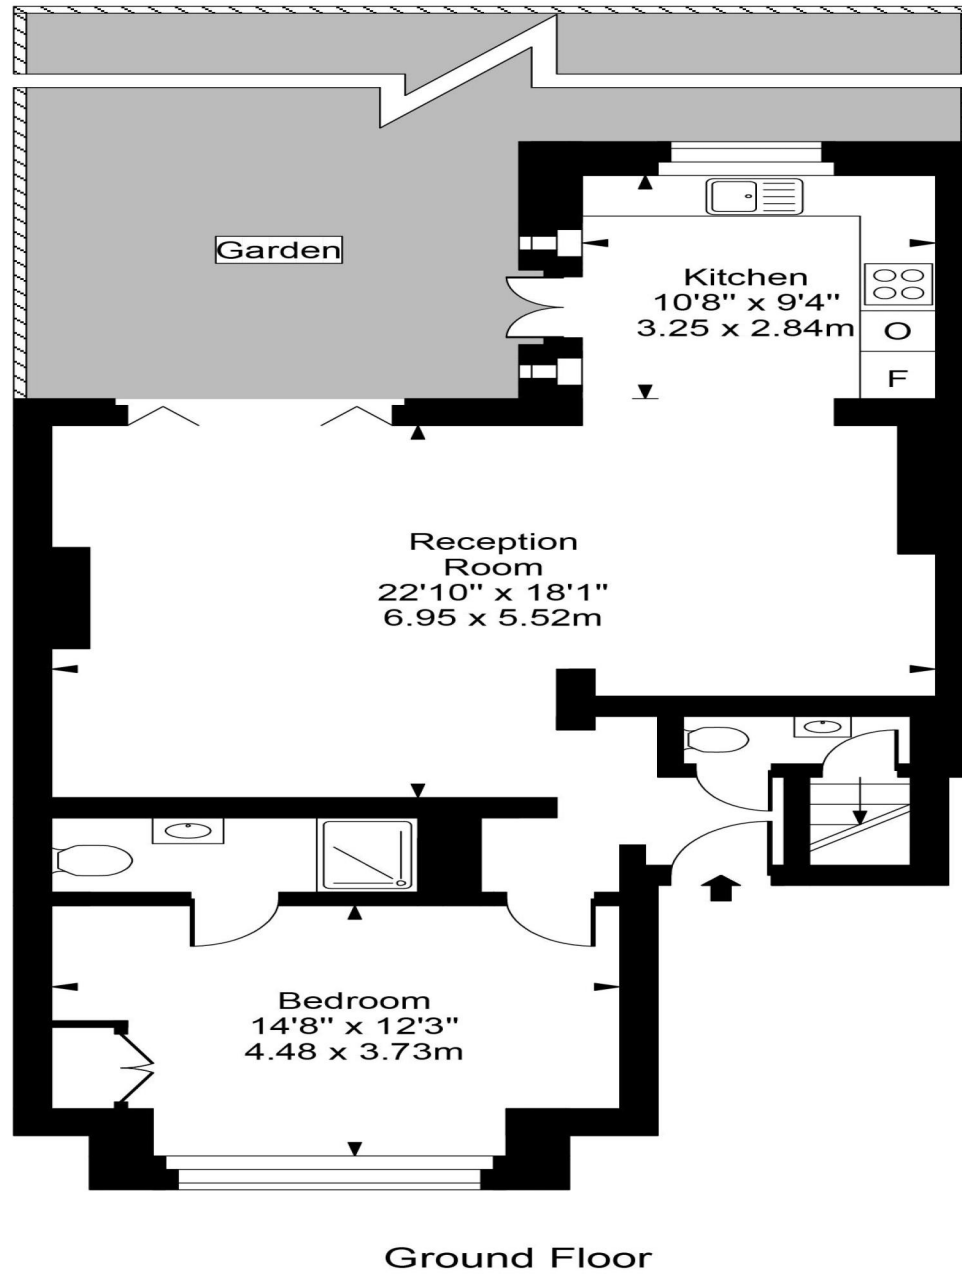 Garden
Kitchen
10'8" x 9'4"
3.25 x 2.84m
O
F
Reception
Room
22'10" x 18'1"
6.95 x 5.52m
Bedroom
14'8" x 12'3"
4.48 x 3.73m
Ground Floor